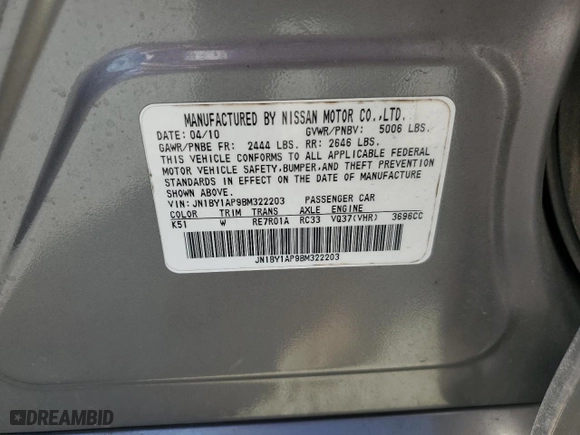 MANUFACTURED BY NISSAN MOTOR CO.,LTD.
DATE: 04/10 GVWR/PNBV: 5006 LBS.
GAWR/PNBE FR: 2444 LBS. RR: 2646 LBS.
THIS VEHICLE CONFORMS TO ALL APPLICABLE FEDERAL
MOTOR VEHICLE SAFETY,BUMPER,AND THEFT PREVENTION
STANDARDS IN EFFECT ON THE DATE OF MANUFACTURE
SHOWN ABOVE.
VIN: JN1BY1AP9BM322203 PASSENGER CAR
COLOR TRIM TRANS AXLE ENGINE
K51 W RE7R01A RC33 VQ37(VHR) 3696CC
JN1BY1AP9BM322203
DREAMBID